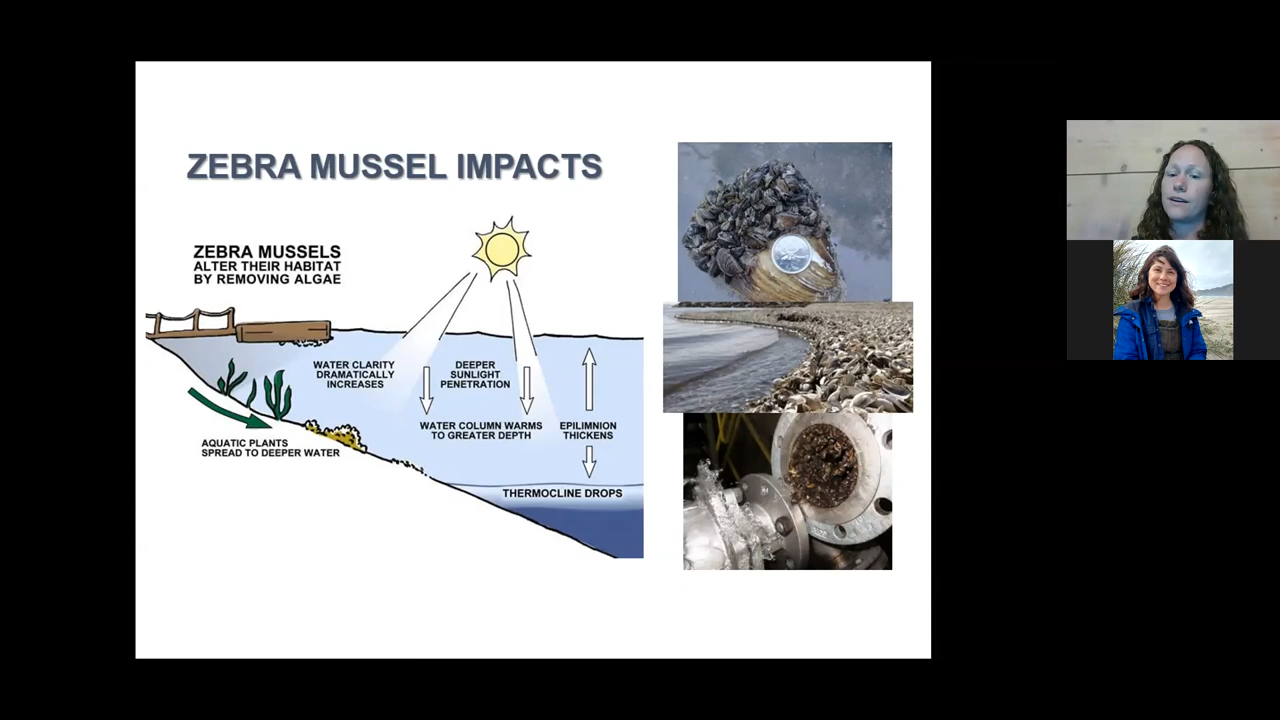 ZEBRA MUSSEL IMPACTS
ZEBRA MUSSELS
ALTER THEIR HABITAT
BY REMOVING ALGAE
WATER CLARITY
DRAMATICALLY
INCREASES
DEEPER
SUNLIGHT
PENETRATION
WATER COLUMN WARMS
TO GREATER DEPTH
EPILIMNION
THICKENS
AQUATIC PLANTS
SPREAD TO DEEPER WATER
THERMOCLINE DROPS